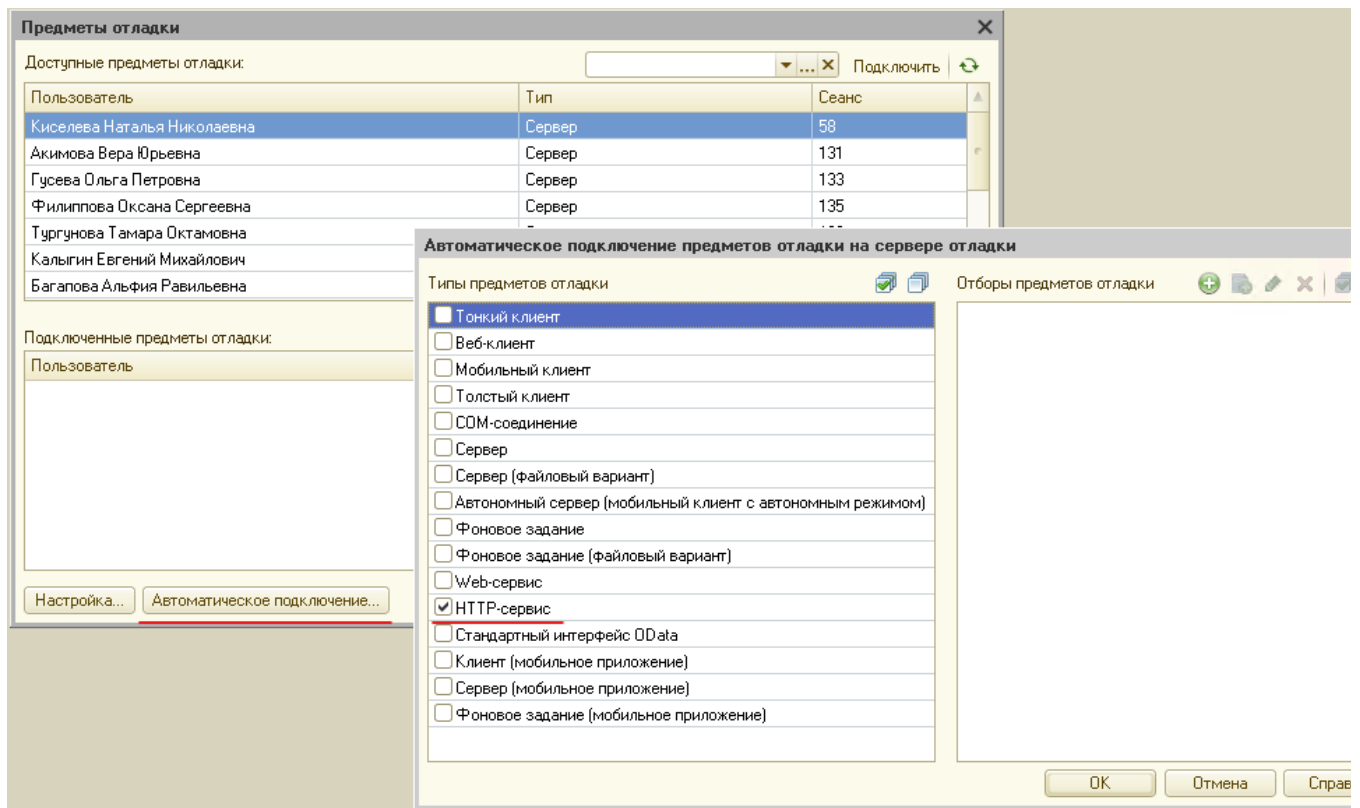 Предметы отладки
Доступные предметы отладки:
Подключить
Пользователь Тип Сеанс
Киселева Наталья Николаевна Сервер 58
Акимова Вера Юрьевна Сервер 131
Гусева Ольга Петровна Сервер 133
Филиппова Оксана Сергеевна Сервер 135
Тургунова Тамара Октамовна
Калыгин Евгений Михайлович
Багапова Альфия Равильевна
Подключенные предметы отладки:
Пользователь
Настройка... Автоматическое подключение...
Автоматическое подключение предметов отладки на сервере отладки
Типы предметов отладки
Отборы предметов отладки
Тонкий клиент
Веб-клиент
Мобильный клиент
Толстый клиент
COM-соединение
Сервер
Сервер (файловый вариант)
Автономный сервер (мобильный клиент с автономным режимом)
Фоновое задание
Фоновое задание (файловый вариант)
Web-сервис
HTTP-сервис
Стандартный интерфейс OData
Клиент (мобильное приложение)
Сервер (мобильное приложение)
Фоновое задание (мобильное приложение)
OK Отмена Справ